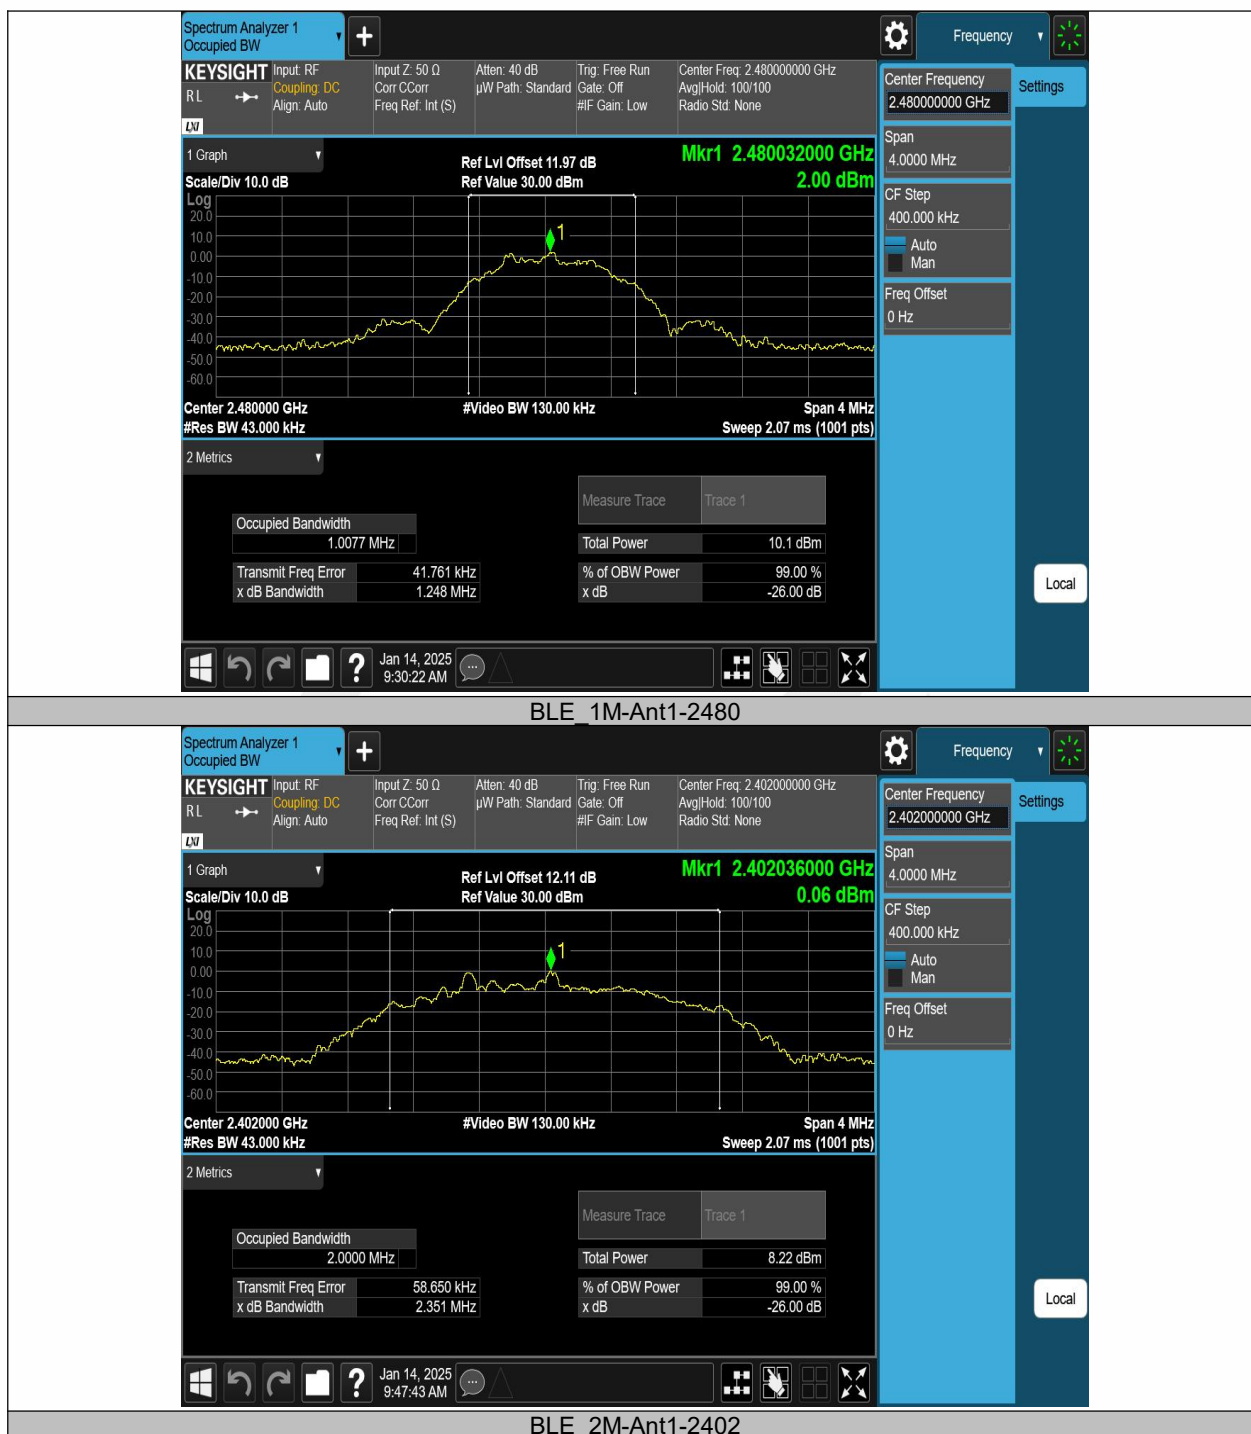 Spectrum Analyzer 1
Occupied BW
Frequency
KEYSIGHT
R L
LXI
Input: RF
Coupling: DC
Align: Auto
Input Z: 50 Ω
Corr CCorr
Freq Ref: Int (S)
Atten: 40 dB
µW Path: Standard
Trig: Free Run
Gate: Off
#IF Gain: Low
Center Freq: 2.480000000 GHz
Avg|Hold: 100/100
Radio Std: None
Center Frequency
2.480000000 GHz
Settings
Span
4.0000 MHz
CF Step
400.000 kHz
Auto
Man
Freq Offset
0 Hz
Local
1 Graph
Scale/Div 10.0 dB
Ref Lvl Offset 11.97 dB
Ref Value 30.00 dBm
Mkr1 2.480032000 GHz
2.00 dBm
Log
20.0
10.0
0.00
-10.0
-20.0
-30.0
-40.0
-50.0
-60.0
1
Center 2.480000 GHz
#Video BW 130.00 kHz
Span 4 MHz
#Res BW 43.000 kHz
Sweep 2.07 ms (1001 pts)
2 Metrics
Measure Trace Trace 1
Occupied Bandwidth
1.0077 MHz
Total Power 10.1 dBm
Transmit Freq Error 41.761 kHz
% of OBW Power 99.00 %
x dB Bandwidth 1.248 MHz
x dB -26.00 dB
?
Jan 14, 2025
9:30:22 AM
BLE_1M-Ant1-2480
Spectrum Analyzer 1
Occupied BW
Frequency
KEYSIGHT
R L
LXI
Input: RF
Coupling: DC
Align: Auto
Input Z: 50 Ω
Corr CCorr
Freq Ref: Int (S)
Atten: 40 dB
µW Path: Standard
Trig: Free Run
Gate: Off
#IF Gain: Low
Center Freq: 2.402000000 GHz
Avg|Hold: 100/100
Radio Std: None
Center Frequency
2.402000000 GHz
Settings
Span
4.0000 MHz
CF Step
400.000 kHz
Auto
Man
Freq Offset
0 Hz
Local
1 Graph
Scale/Div 10.0 dB
Ref Lvl Offset 12.11 dB
Ref Value 30.00 dBm
Mkr1 2.402036000 GHz
0.06 dBm
Log
20.0
10.0
0.00
-10.0
-20.0
-30.0
-40.0
-50.0
-60.0
1
Center 2.402000 GHz
#Video BW 130.00 kHz
Span 4 MHz
#Res BW 43.000 kHz
Sweep 2.07 ms (1001 pts)
2 Metrics
Measure Trace Trace 1
Occupied Bandwidth
2.0000 MHz
Total Power 8.22 dBm
Transmit Freq Error 58.650 kHz
% of OBW Power 99.00 %
x dB Bandwidth 2.351 MHz
x dB -26.00 dB
?
Jan 14, 2025
9:47:43 AM
BLE_2M-Ant1-2402